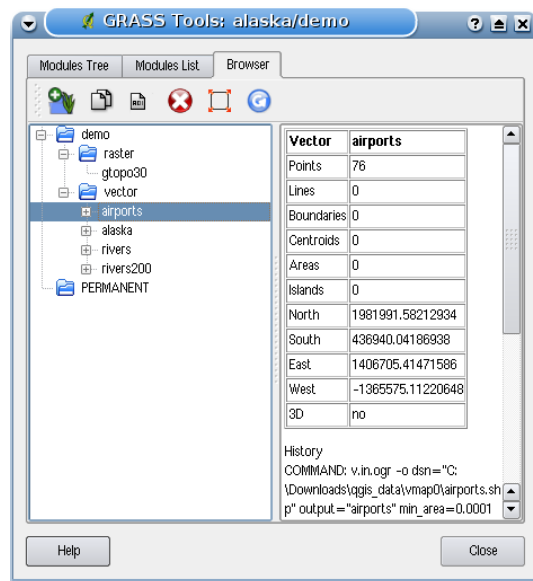 GRASS Tools: alaska/demo
Modules Tree Modules List Browser
demo
raster
gtopo30
vector
airports
alaska
rivers
rivers200
PERMANENT
Vector airports
Points 76
Lines 0
Boundaries 0
Centroids 0
Areas 0
Islands 0
North 1981991.58212934
South 436940.04186938
East 1406705.41471586
West -1365575.11220648
3D no
History
COMMAND: v.in.ogr -o dsn="C:
\Downloads\qgis_data\vmap0\airports.sh
p" output="airports" min_area=0.0001
Help Close